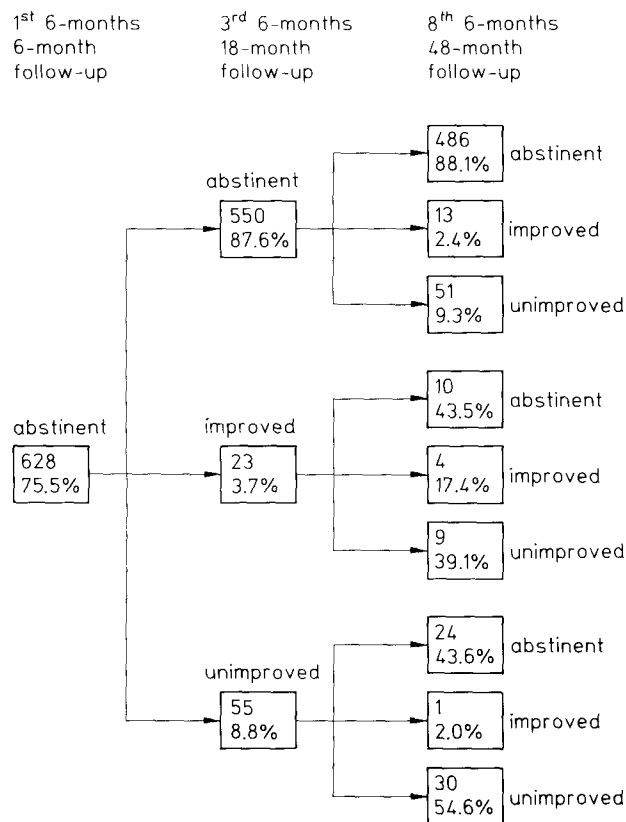 1st 6-months
6-month
follow-up
3rd 6-months
18-month
follow-up
8th 6-months
48-month
follow-up
abstinent
628
75.5%
abstinent
550
87.6%
486
88.1%
abstinent
13
2.4%
improved
51
9.3%
unimproved
improved
23
3.7%
10
43.5%
abstinent
4
17.4%
improved
9
39.1%
unimproved
unimproved
55
8.8%
24
43.6%
abstinent
1
2.0%
improved
30
54.6%
unimproved